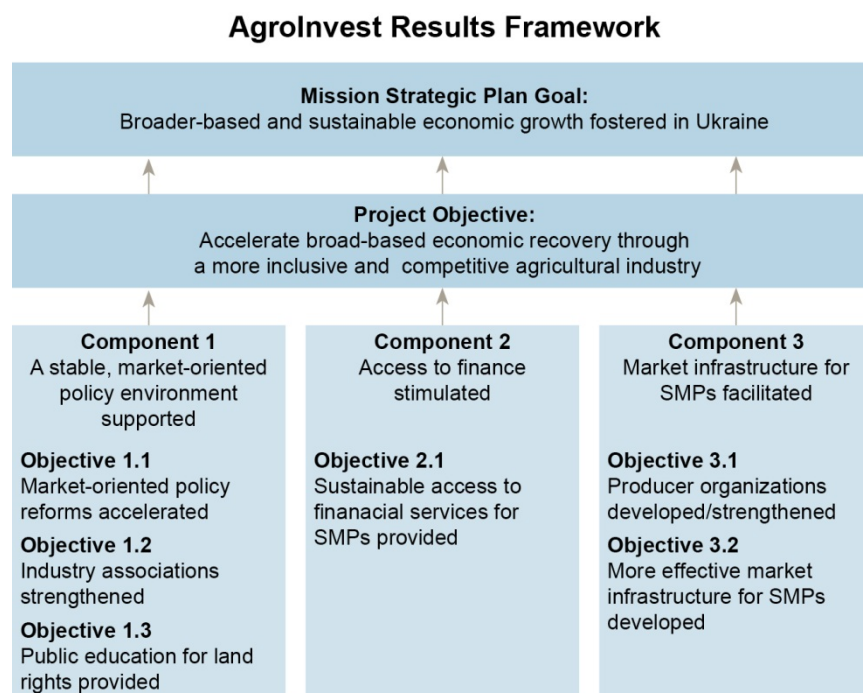 AgroInvest Results Framework
Mission Strategic Plan Goal:
Broader-based and sustainable economic growth fostered in Ukraine
Project Objective:
Accelerate broad-based economic recovery through
a more inclusive and  competitive agricultural industry
Component 1
A stable, market-oriented
policy environment
supported
Objective 1.1
Market-oriented policy
reforms accelerated
Objective 1.2
Industry associations
strengthened
Objective 1.3
Public education for land
rights provided
Component 2
Access to finance
stimulated
Objective 2.1
Sustainable access to
finanacial services for
SMPs provided
Component 3
Market infrastructure for
SMPs facilitated
Objective 3.1
Producer organizations
developed/strengthened
Objective 3.2
More effective market
infrastructure for SMPs
developed